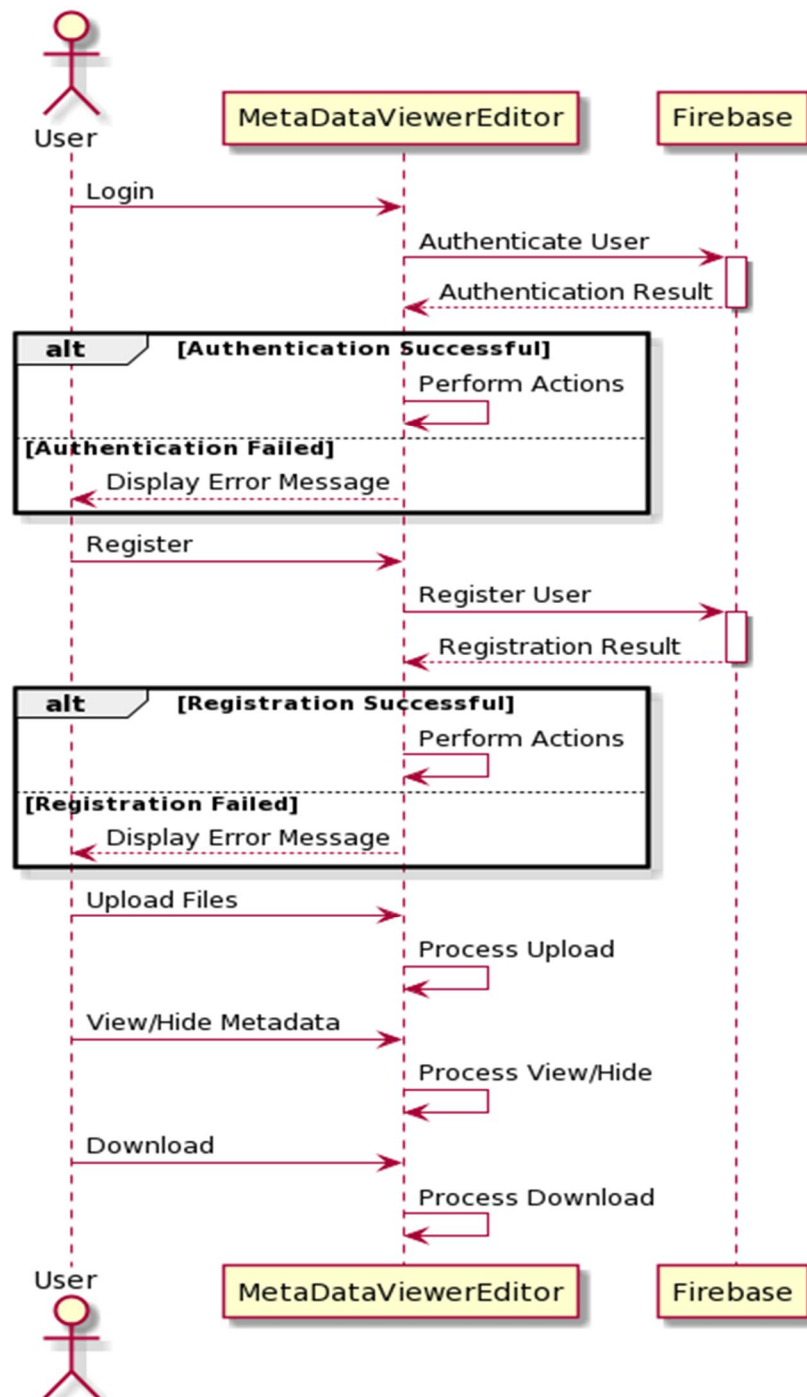 User
MetaDataViewerEditor
Firebase
Login
Authenticate User
Authentication Result
alt [Authentication Successful]
Perform Actions
[Authentication Failed]
Display Error Message
Register
Register User
Registration Result
alt [Registration Successful]
Perform Actions
[Registration Failed]
Display Error Message
Upload Files
Process Upload
View/Hide Metadata
Process View/Hide
Download
Process Download
User
MetaDataViewerEditor
Firebase